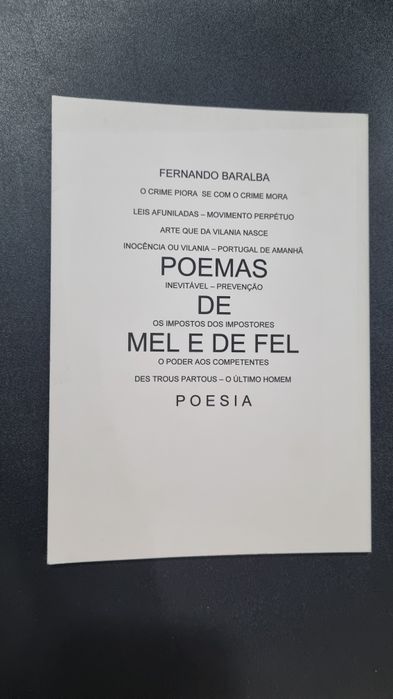 FERNANDO BARALBA
O CRIME PIORA SE COM O CRIME MORA
LEIS AFUNILADAS – MOVIMENTO PERPÉTUO
ARTE QUE DA VILANIA NASCE
INOCÊNCIA OU VILANIA – PORTUGAL DE AMANHÃ
POEMAS
INEVITÁVEL – PREVENÇÃO
DE
OS IMPOSTOS DOS IMPOSTORES
MEL E DE FEL
O PODER AOS COMPETENTES
DES TROUS PARTOUS – O ÚLTIMO HOMEM
POESIA